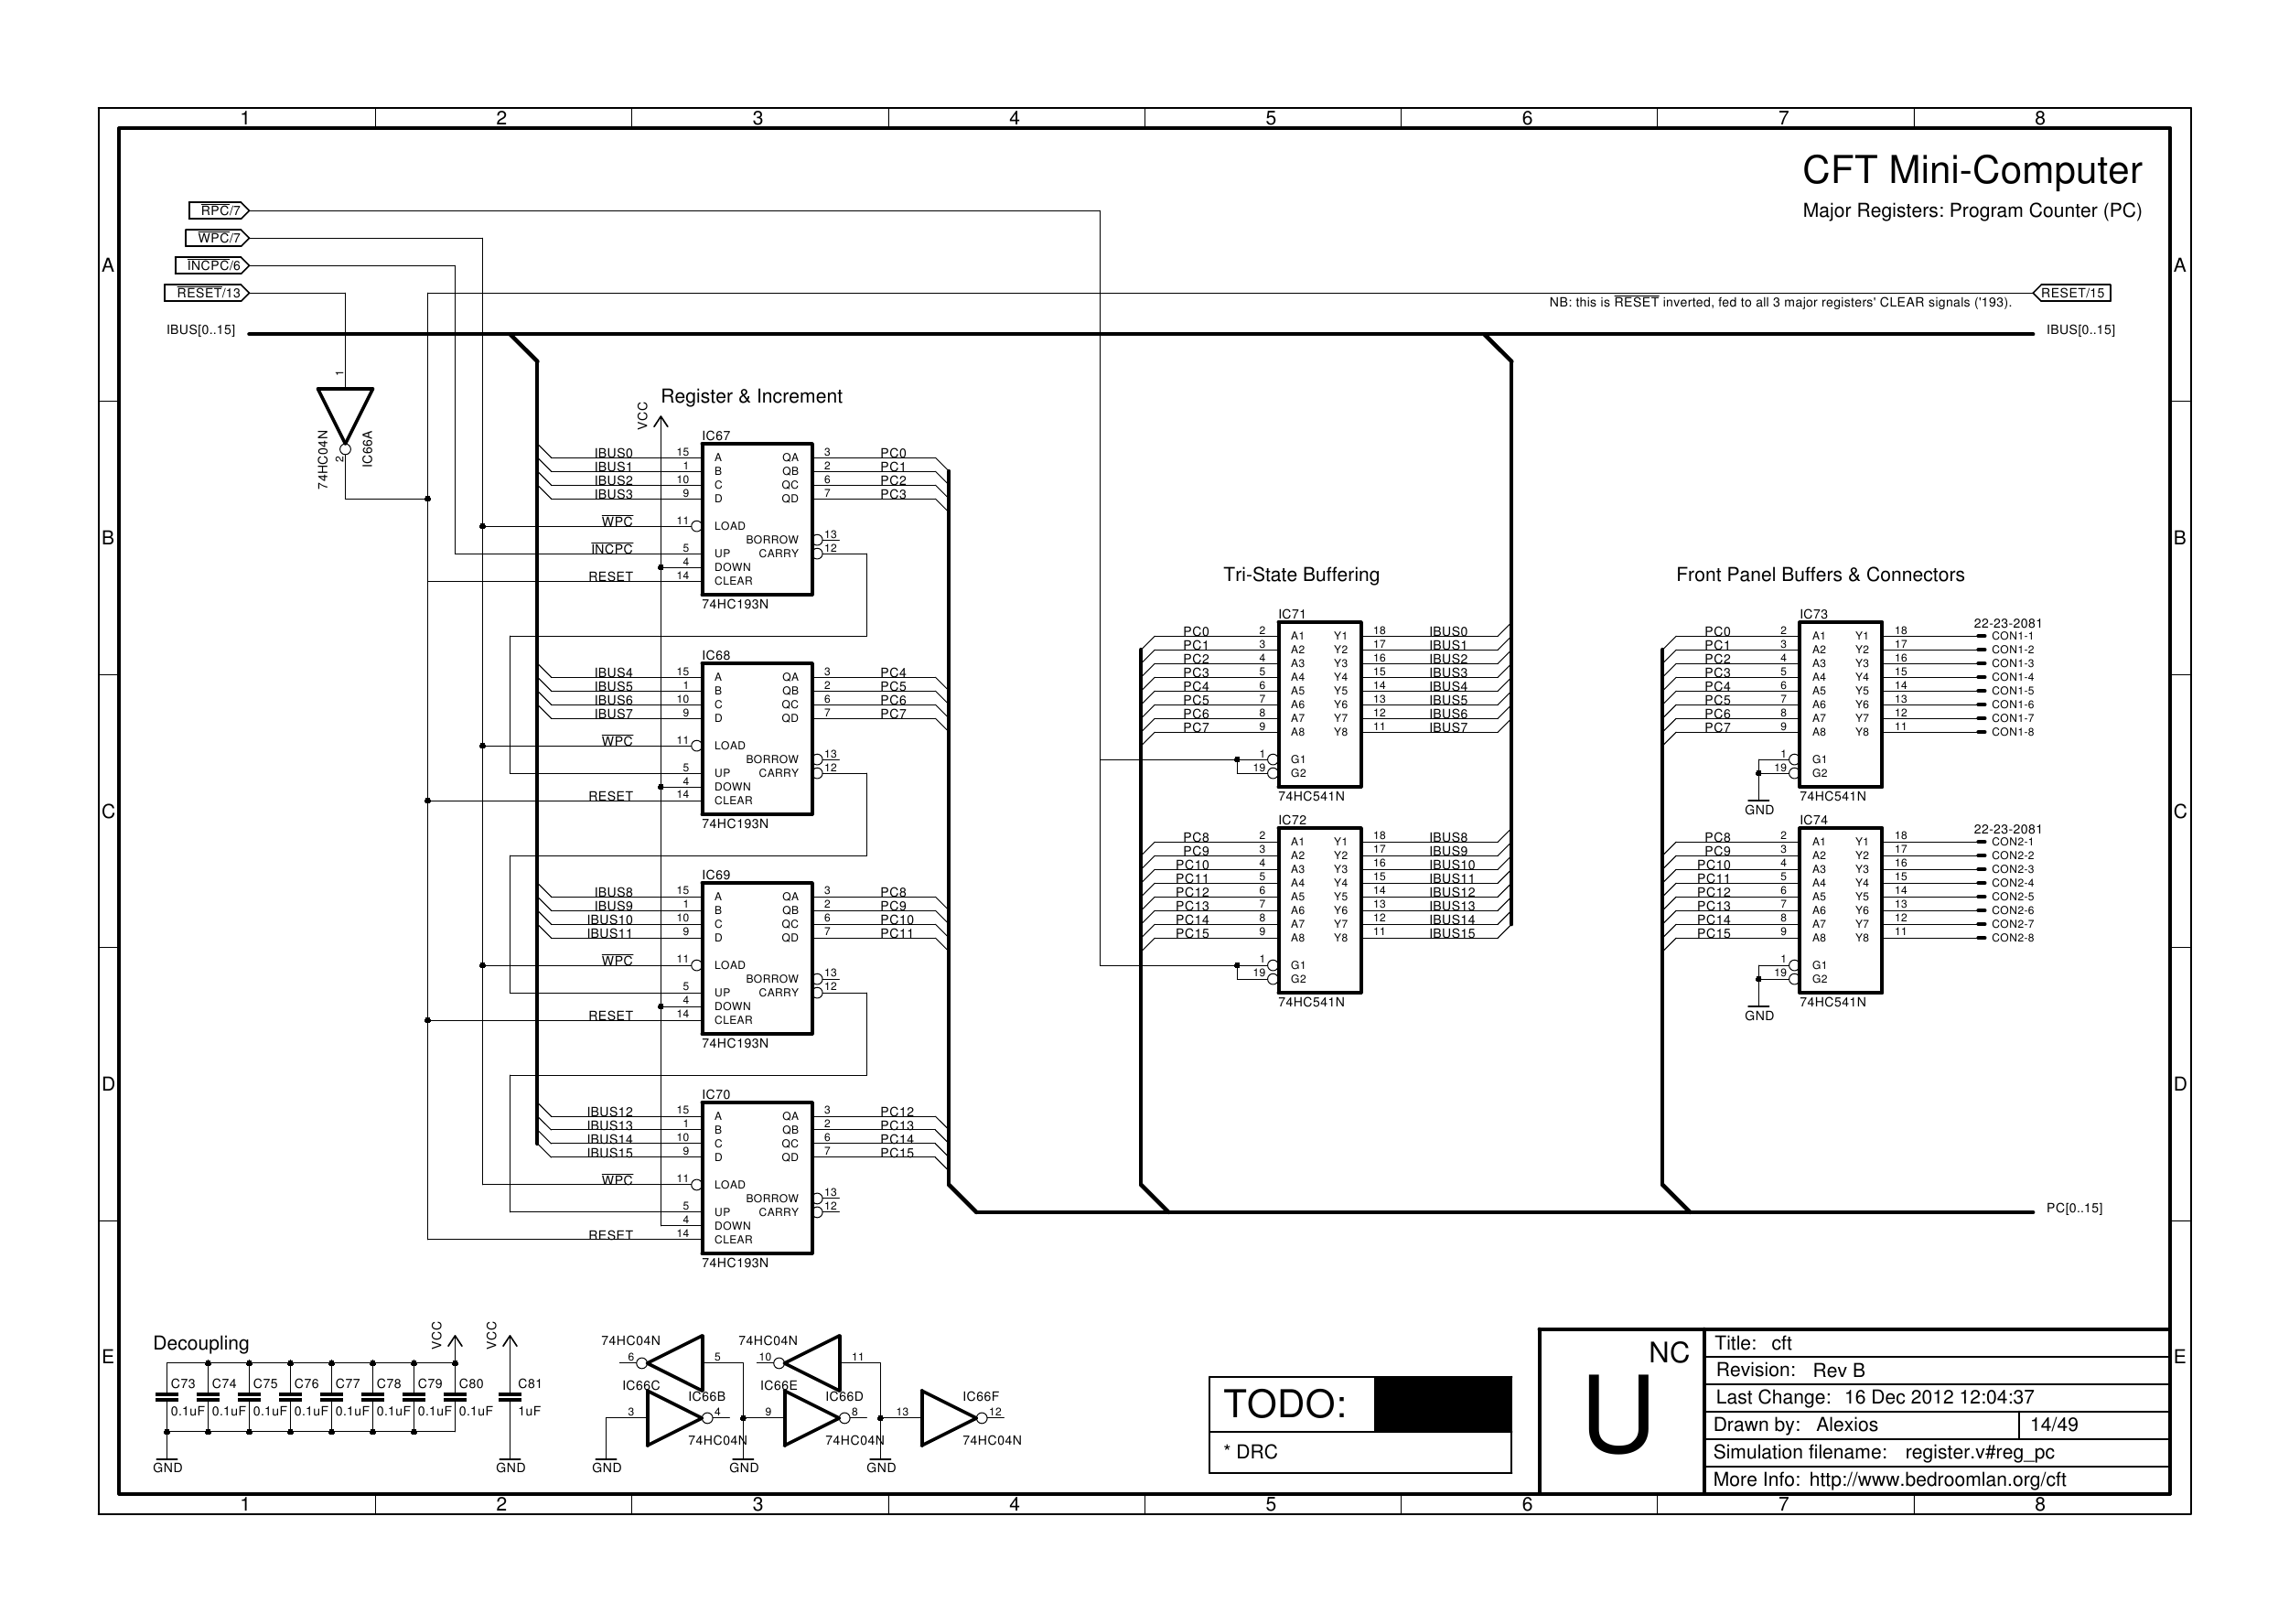 1 2 3 4 5 6 7 8
CFT Mini-Computer
Major Registers: Program Counter (PC)
RPC/7
WPC/7
INCPC/6
RESET/13
RESET/15
NB: this is RESET inverted, fed to all 3 major registers' CLEAR signals ('193).
IBUS[0..15]
IBUS[0..15]
A
A
1
74HC04N
2
IC66A
Register & Increment
VCC
IC67
IBUS0 15 A QA 3 PC0
IBUS1 1 B QB 2 PC1
IBUS2 10 C QC 6 PC2
IBUS3 9 D QD 7 PC3
WPC 11 LOAD
BORROW 13
INCPC 5 UP CARRY 12
4 DOWN
RESET 14 CLEAR
74HC193N
B
B
IC68
IBUS4 15 A QA 3 PC4
IBUS5 1 B QB 2 PC5
IBUS6 10 C QC 6 PC6
IBUS7 9 D QD 7 PC7
WPC 11 LOAD
BORROW 13
5 UP CARRY 12
4 DOWN
RESET 14 CLEAR
74HC193N
C
C
IC69
IBUS8 15 A QA 3 PC8
IBUS9 1 B QB 2 PC9
IBUS10 10 C QC 6 PC10
IBUS11 9 D QD 7 PC11
WPC 11 LOAD
BORROW 13
5 UP CARRY 12
4 DOWN
RESET 14 CLEAR
74HC193N
D
D
IC70
IBUS12 15 A QA 3 PC12
IBUS13 1 B QB 2 PC13
IBUS14 10 C QC 6 PC14
IBUS15 9 D QD 7 PC15
WPC 11 LOAD
BORROW 13
5 UP CARRY 12
4 DOWN
RESET 14 CLEAR
74HC193N
Tri-State Buffering
IC71
PC0 2 A1 Y1 18 IBUS0
PC1 3 A2 Y2 17 IBUS1
PC2 4 A3 Y3 16 IBUS2
PC3 5 A4 Y4 15 IBUS3
PC4 6 A5 Y5 14 IBUS4
PC5 7 A6 Y6 13 IBUS5
PC6 8 A7 Y7 12 IBUS6
PC7 9 A8 Y8 11 IBUS7
1 G1
19 G2
74HC541N
IC72
PC8 2 A1 Y1 18 IBUS8
PC9 3 A2 Y2 17 IBUS9
PC10 4 A3 Y3 16 IBUS10
PC11 5 A4 Y4 15 IBUS11
PC12 6 A5 Y5 14 IBUS12
PC13 7 A6 Y6 13 IBUS13
PC14 8 A7 Y7 12 IBUS14
PC15 9 A8 Y8 11 IBUS15
1 G1
19 G2
74HC541N
Front Panel Buffers & Connectors
IC73
22-23-2081
PC0 2 A1 Y1 18 CON1-1
PC1 3 A2 Y2 17 CON1-2
PC2 4 A3 Y3 16 CON1-3
PC3 5 A4 Y4 15 CON1-4
PC4 6 A5 Y5 14 CON1-5
PC5 7 A6 Y6 13 CON1-6
PC6 8 A7 Y7 12 CON1-7
PC7 9 A8 Y8 11 CON1-8
1 G1
19 G2
GND
74HC541N
IC74
22-23-2081
PC8 2 A1 Y1 18 CON2-1
PC9 3 A2 Y2 17 CON2-2
PC10 4 A3 Y3 16 CON2-3
PC11 5 A4 Y4 15 CON2-4
PC12 6 A5 Y5 14 CON2-5
PC13 7 A6 Y6 13 CON2-6
PC14 8 A7 Y7 12 CON2-7
PC15 9 A8 Y8 11 CON2-8
1 G1
19 G2
GND
74HC541N
PC[0..15]
E
E
Decoupling
VCC VCC
C73 C74 C75 C76 C77 C78 C79 C80 C81
0.1uF 0.1uF 0.1uF 0.1uF 0.1uF 0.1uF 0.1uF 0.1uF 1uF
GND GND
74HC04N 74HC04N
6 5 10 11
IC66C IC66B IC66E IC66D IC66F
3 4 9 8 13 12
74HC04N 74HC04N 74HC04N
GND GND GND
TODO:
* DRC
U NC
Title: cft
Revision: Rev B
Last Change: 16 Dec 2012 12:04:37
Drawn by: Alexios 14/49
Simulation filename: register.v#reg_pc
More Info: http://www.bedroomlan.org/cft
1 2 3 4 5 6 7 8